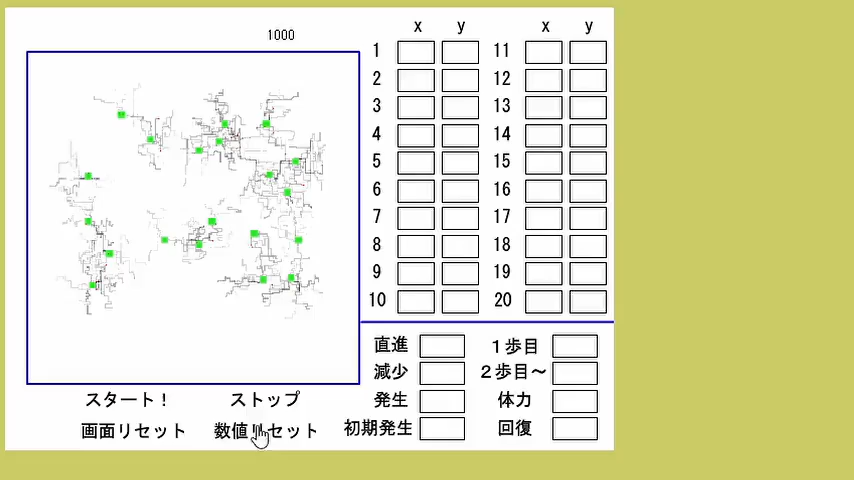 1000
x y x y
1 11
2 12
3 13
4 14
5 15
6 16
7 17
8 18
9 19
10 20
直進 1歩目
減少 2歩目～
発生 体力
初期発生 回復
スタート！ ストップ
画面リセット 数値リセット